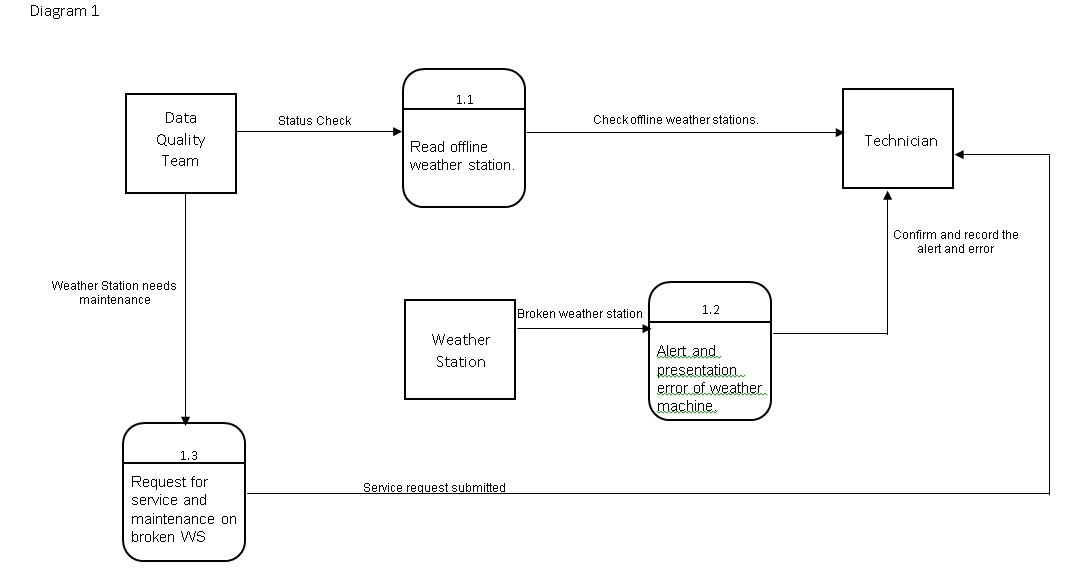 Diagram 1
1.1
Data
Quality
Team
Status Check
Check offline weather stations.
Read offline
weather station.
Technician
Confirm and record the
alert and error
Weather Station needs
maintenance
Weather
Station
Broken weather station
1.2
Alert and
presentation
error of weather
machine.
1.3
Request for
service and
maintenance on
broken WS
Service request submitted